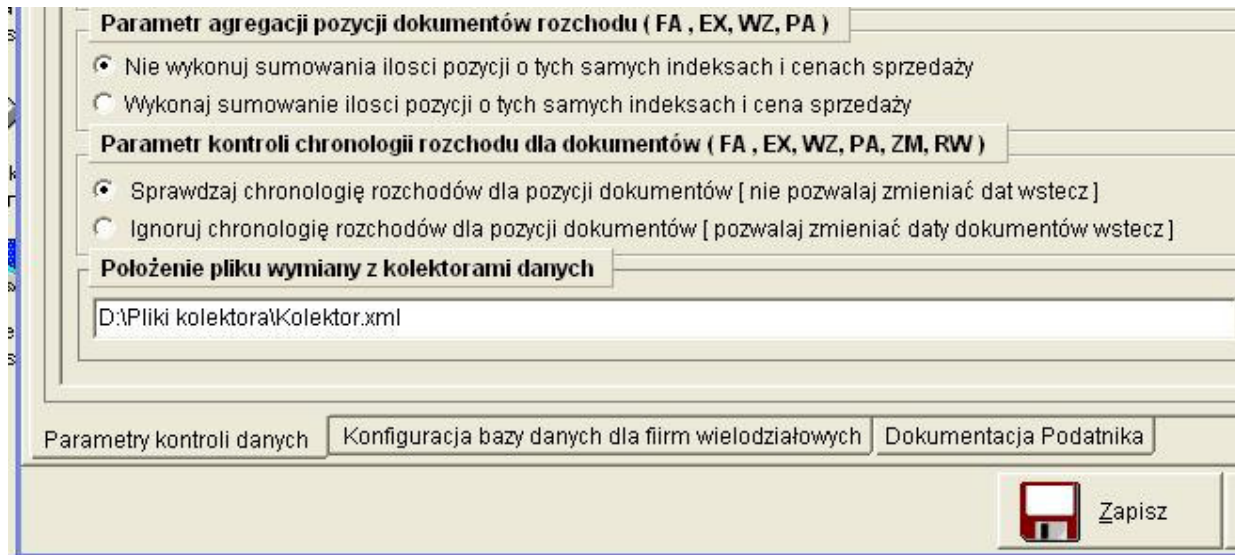 Parametr agregacji pozycji dokumentów rozchodu ( FA , EX, WZ, PA )
Nie wykonuj sumowania ilosci pozycji o tych samych indeksach i cenach sprzedaży
Wykonaj sumowanie ilosci pozycji o tych samych indeksach i cena sprzedaży
Parametr kontroli chronologii rozchodu dla dokumentów ( FA , EX, WZ, PA, ZM, RW )
Sprawdzaj chronologię rozchodów dla pozycji dokumentów [ nie pozwalaj zmieniać dat wstecz ]
Ignoruj chronologię rozchodów dla pozycji dokumentów [ pozwalaj zmieniać daty dokumentów wstecz ]
Położenie pliku wymiany z kolektorami danych
D:\Pliki kolektora\Kolektor.xml
Parametry kontroli danych Konfiguracja bazy danych dla fiirm wielodziałowych Dokumentacja Podatnika
Zapisz